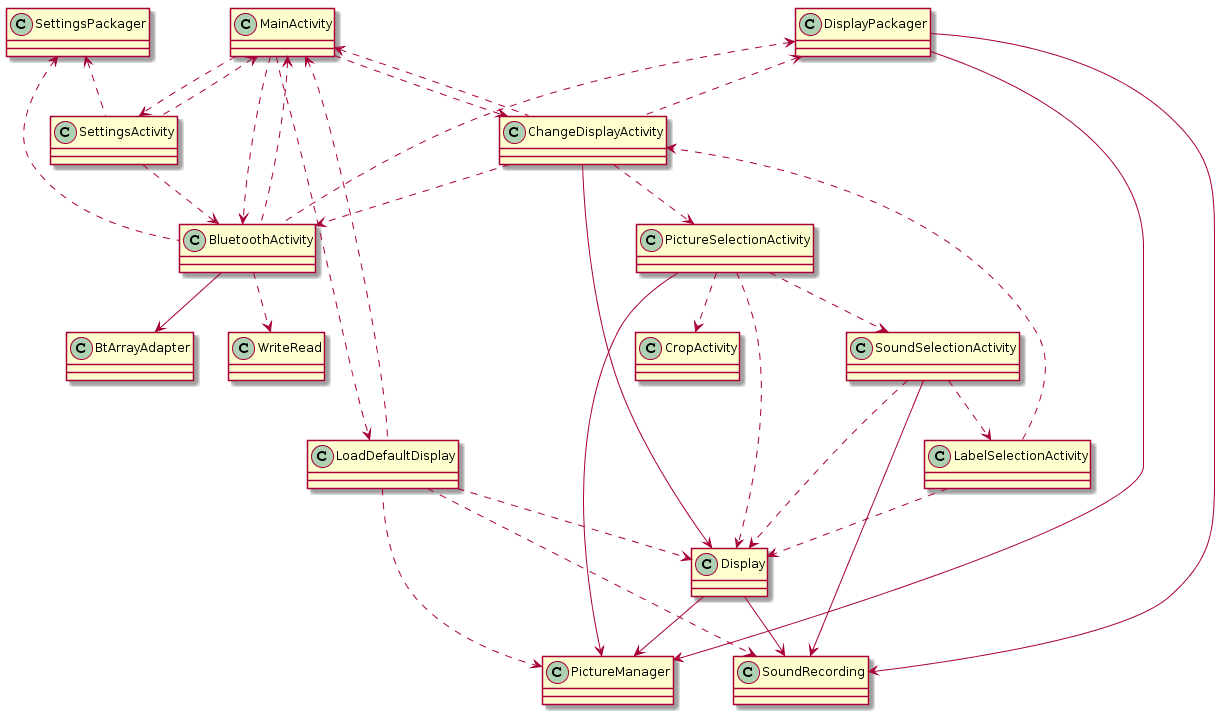 C SettingsPackager
C MainActivity
C DisplayPackager
C SettingsActivity
C ChangeDisplayActivity
C BluetoothActivity
C PictureSelectionActivity
C BtArrayAdapter
C WriteRead
C CropActivity
C SoundSelectionActivity
C LoadDefaultDisplay
C LabelSelectionActivity
C Display
C PictureManager
C SoundRecording